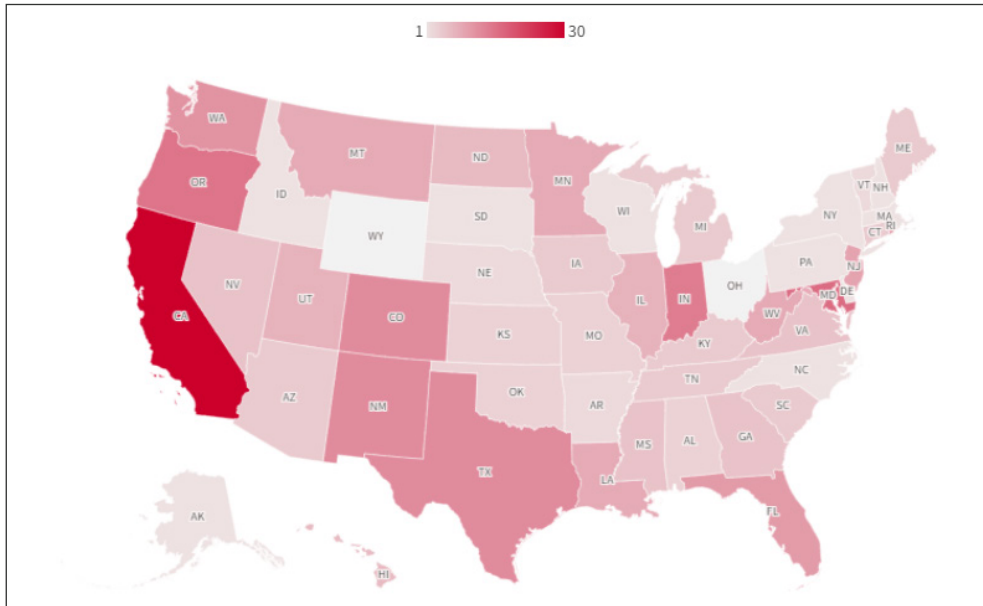 1 30
WA
MT
ND
MN
ME
OR
ID
SD
WI
MI
VT
NH
NY
MA
CT
RI
WY
NE
IA
PA
NJ
NV
UT
CO
IL
IN
OH
MD
DE
WV
CA
KS
MO
KY
VA
AZ
NM
OK
AR
TN
NC
SC
TX
LA
MS
AL
GA
FL
AK
HI